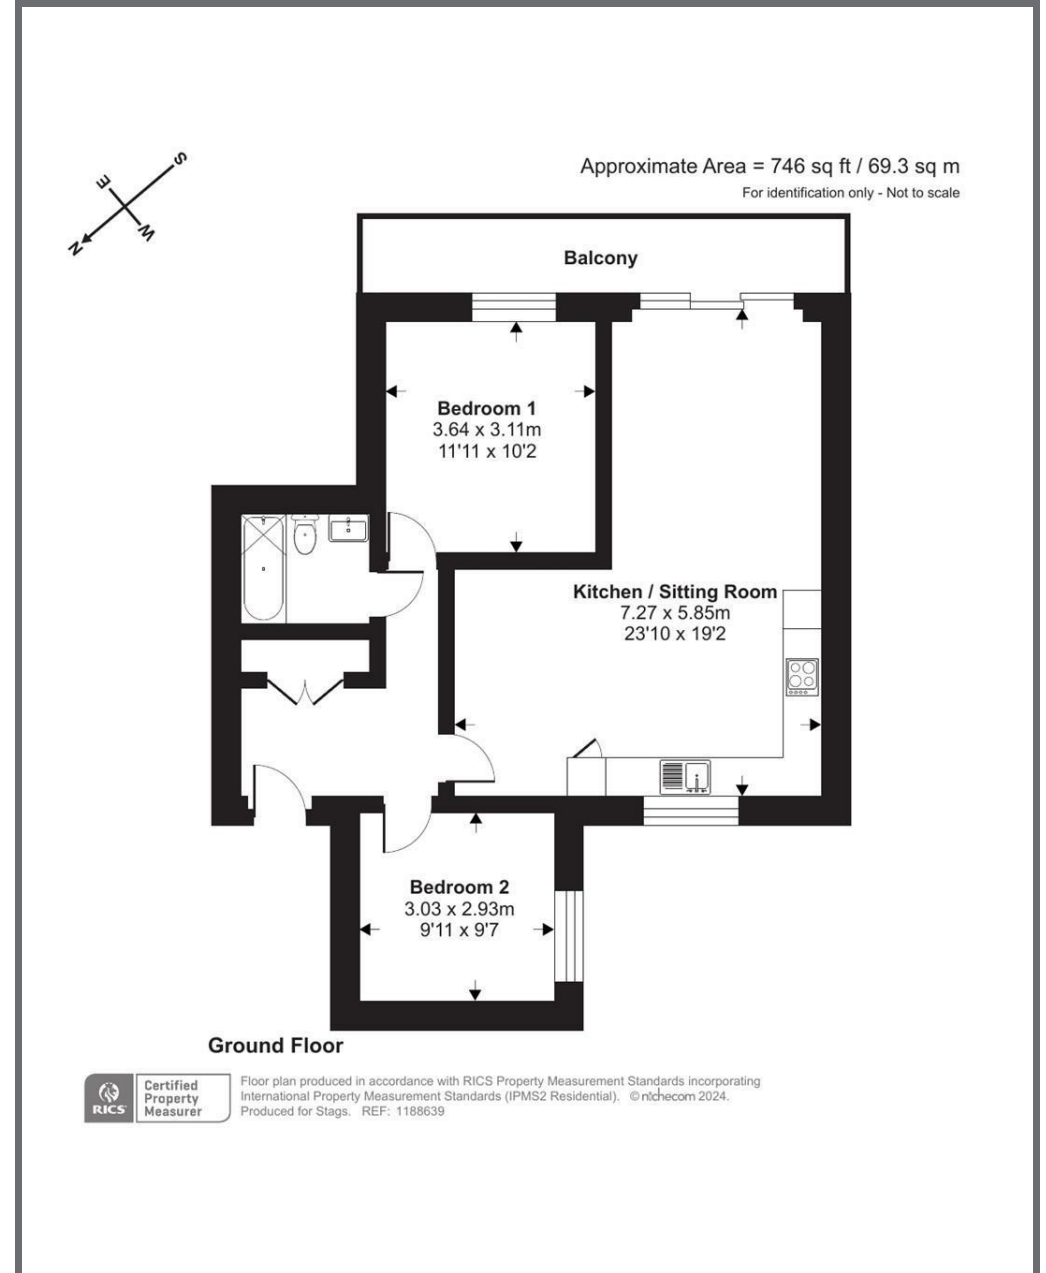 S
E
W
N
Approximate Area = 746 sq ft / 69.3 sq m
For identification only - Not to scale
Balcony
Bedroom 1
3.64 x 3.11m
11'11 x 10'2
Kitchen / Sitting Room
7.27 x 5.85m
23'10 x 19'2
Bedroom 2
3.03 x 2.93m
9'11 x 9'7
Ground Floor
RICS
Certified
Property
Measurer
Floor plan produced in accordance with RICS Property Measurement Standards incorporating
International Property Measurement Standards (IPMS2 Residential). © nichecom 2024.
Produced for Stags. REF: 1188639